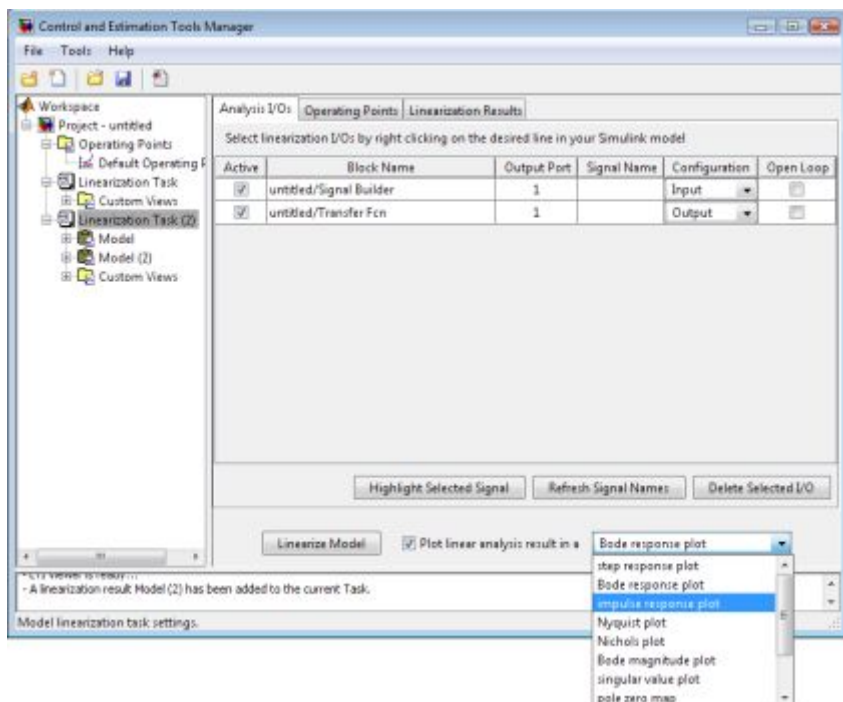 Control and Estimation Tools Manager
File Tools Help
Workspace
Project - untitled
Operating Points
Default Operating P
Linearization Task
Custom Views
Linearization Task (2)
Model
Model (2)
Custom Views
Analysis I/Os Operating Points Linearization Results
Select linearization I/Os by right clicking on the desired line in your Simulink model
Active Block Name Output Port Signal Name Configuration Open Loop
untitled/Signal Builder 1 Input
untitled/Transfer Fcn 1 Output
Highlight Selected Signal Refresh Signal Names Delete Selected I/O
Linearize Model Plot linear analysis result in a Bode response plot
step response plot
Bode response plot
impulse response plot
Nyquist plot
Nichols plot
Bode magnitude plot
singular value plot
pole zero map
- LTI Viewer is ready...
- A linearization result Model (2) has been added to the current Task.
Model linearization task settings.